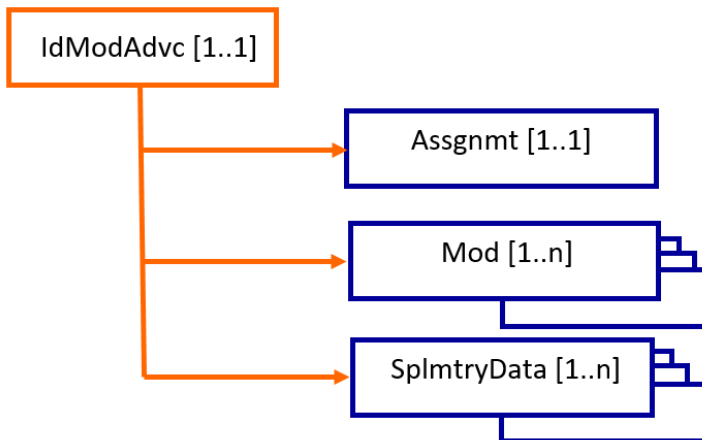 IdModAdvc [1..1]
Assgnmt [1..1]
Mod [1..n]
SplmtryData [1..n]